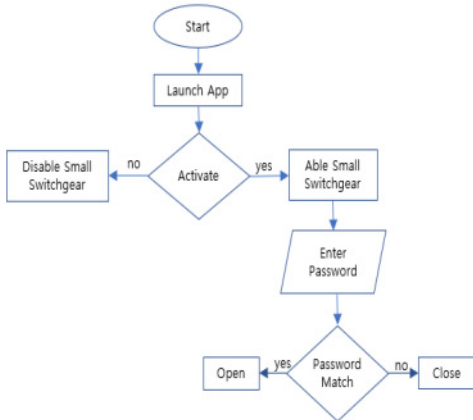 Start
Launch App
Disable Small
Switchgear
no
Activate
yes
Able Small
Switchgear
Enter
Password
Open
yes
Password
Match
no
Close